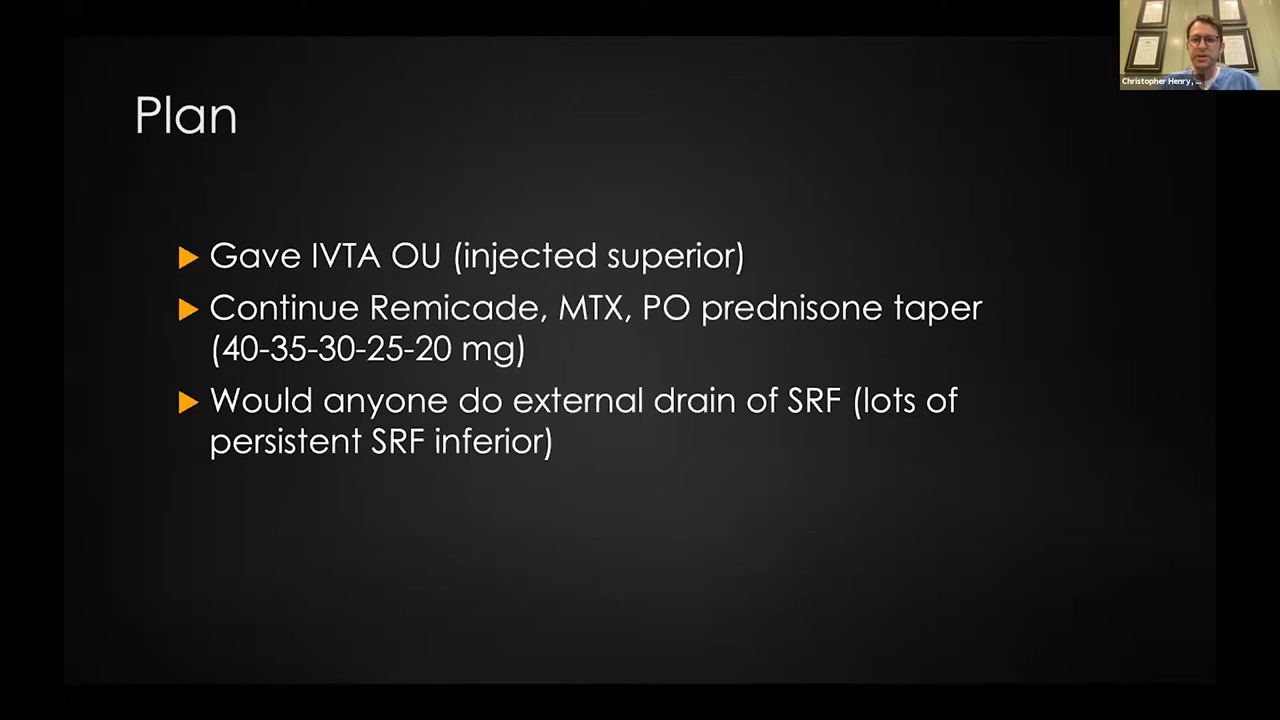 Christopher Henry, ...
Plan
Gave IVTA OU (injected superior)
Continue Remicade, MTX, PO prednisone taper
(40-35-30-25-20 mg)
Would anyone do external drain of SRF (lots of
persistent SRF inferior)